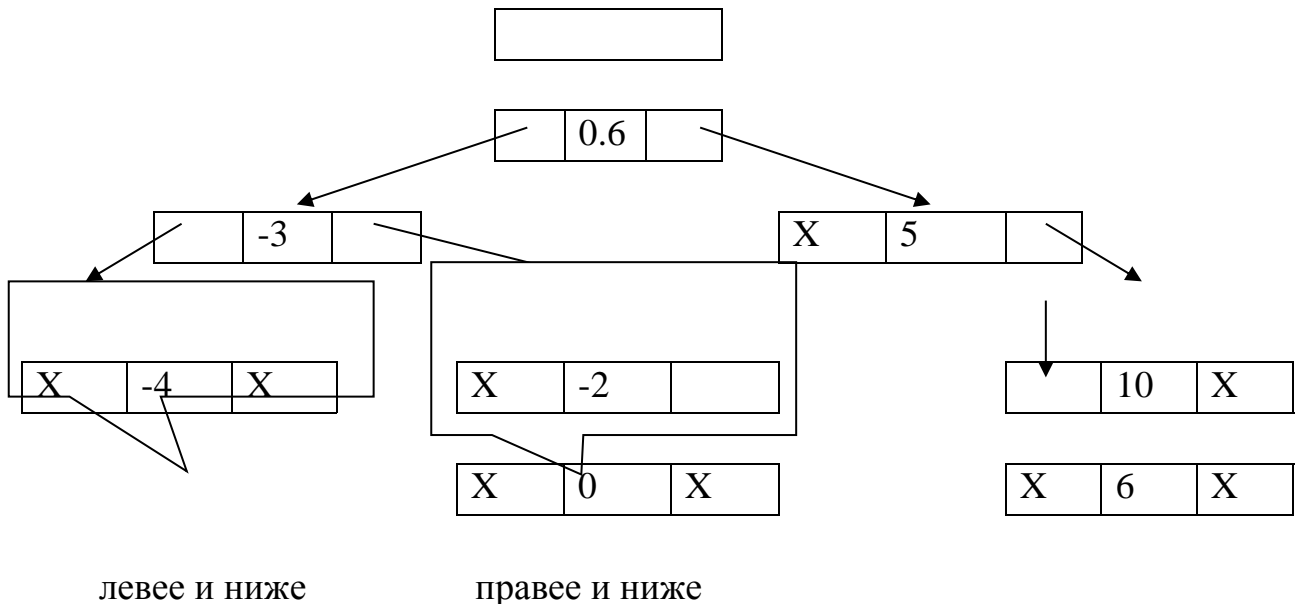 0.6
-3 X 5
X -4 X X -2 10 X
X 0 X X 6 X
левее и ниже правее и ниже